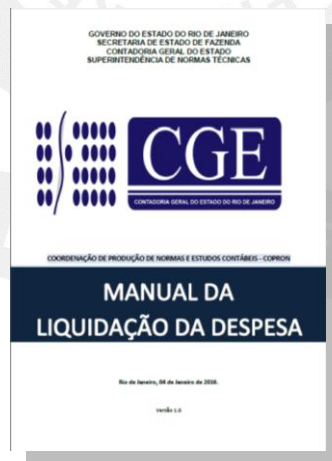 GOVERNO DO ESTADO DO RIO DE JANEIRO
SECRETARIA DE ESTADO DE FAZENDA
CONTADORIA GERAL DO ESTADO
SUPERINTENDÊNCIA DE NORMAS TÉCNICAS
CGE
CONTADORIA GERAL DO ESTADO DO RIO DE JANEIRO
COORDENAÇÃO DE PRODUÇÃO DE NORMAS E ESTUDOS CONTÁBEIS - COPRON
MANUAL DA
LIQUIDAÇÃO DA DESPESA
Rio de Janeiro, 04 de Janeiro de 2016.
Versão 1.0